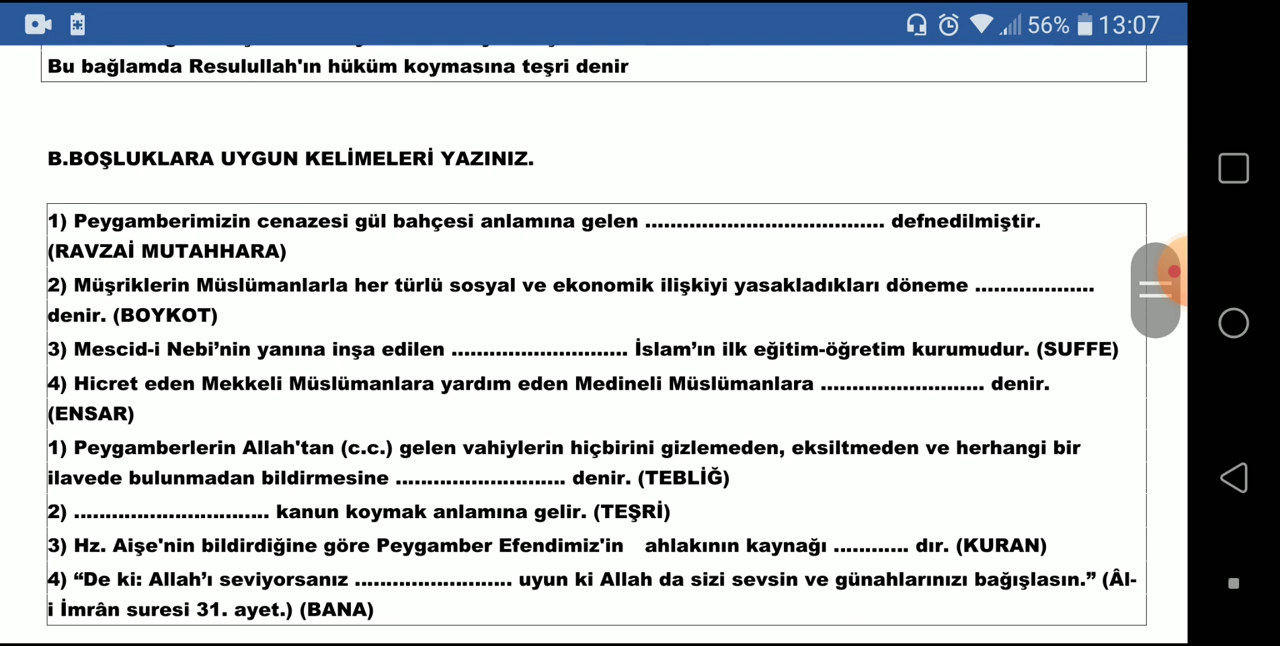 56% 13:07
Bu bağlamda Resulullah'ın hüküm koymasına teşri denir
B.BOŞLUKLARA UYGUN KELİMELERİ YAZINIZ.
1) Peygamberimizin cenazesi gül bahçesi anlamına gelen ...................................... defnedilmiştir.
(RAVZAİ MUTAHHARA)
2) Müşriklerin Müslümanlarla her türlü sosyal ve ekonomik ilişkiyi yasakladıkları döneme ...................
denir. (BOYKOT)
3) Mescid-i Nebi’nin yanına inşa edilen ............................ İslam’ın ilk eğitim-öğretim kurumudur. (SUFFE)
4) Hicret eden Mekkeli Müslümanlara yardım eden Medineli Müslümanlara .......................... denir.
(ENSAR)
1) Peygamberlerin Allah'tan (c.c.) gelen vahiylerin hiçbirini gizlemeden, eksiltmeden ve herhangi bir
ilavede bulunmadan bildirmesine ........................... denir. (TEBLİĞ)
2) ............................... kanun koymak anlamına gelir. (TEŞRİ)
3) Hz. Aişe'nin bildirdiğine göre Peygamber Efendimiz'in ahlakının kaynağı ............ dır. (KURAN)
4) “De ki: Allah’ı seviyorsanız ......................... uyun ki Allah da sizi sevsin ve günahlarınızı bağışlasın.” (Âl-
i İmrân suresi 31. ayet.) (BANA)